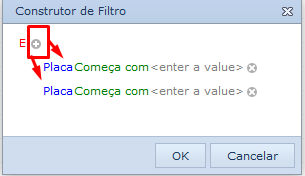 Construtor de Filtro
E
Placa Começa com <enter a value>
Placa Começa com <enter a value>
OK Cancelar